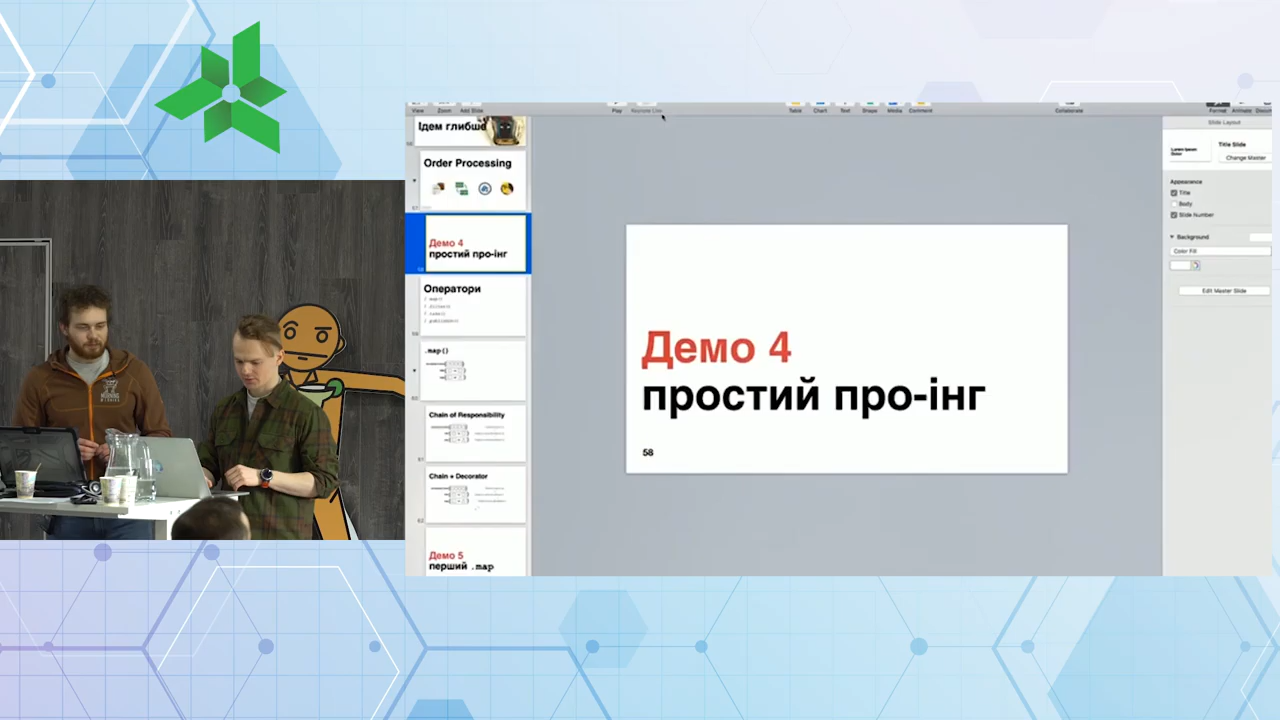 View Zoom Add Slide Play Keynote Live Table Chart Text Shape Media Comment Collaborate Format Animate
Ідем глибше
Order Processing
Демо 4
простий про-інг
Оператори
.map()
Chain of Responsibility
Chain + Decorator
Демо 5
перший .map
Демо 4
простий про-інг
58
Slide Layout
Title Slide
Change Master
Appearance
Title
Body
Slide Number
Background
Color Fill
Edit Master Slide